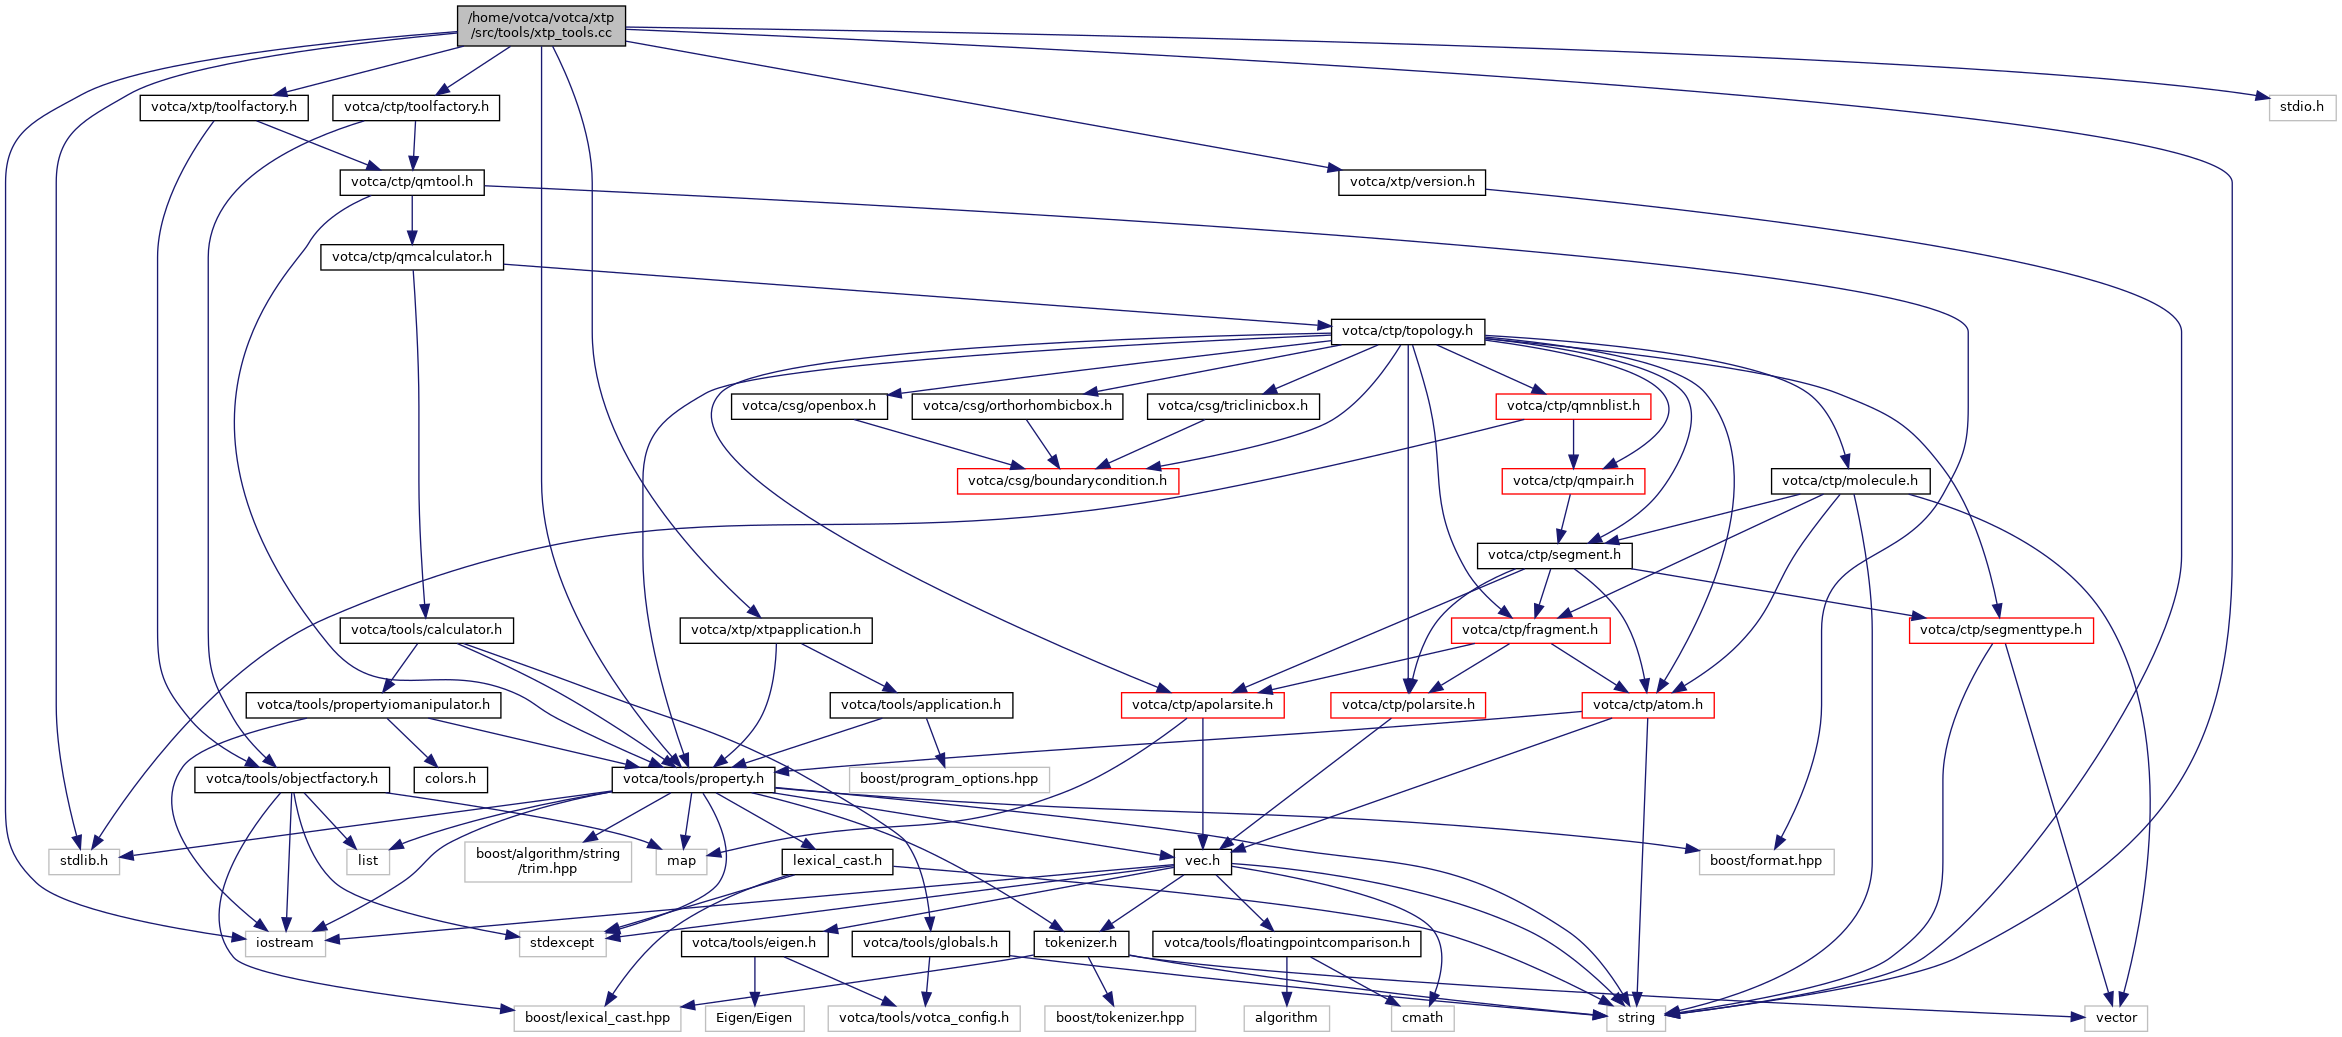 /home/votca/votca/xtp
/src/tools/xtp_tools.cc
votca/xtp/toolfactory.h
votca/ctp/toolfactory.h
stdio.h
votca/ctp/qmtool.h
votca/xtp/version.h
votca/ctp/qmcalculator.h
votca/ctp/topology.h
votca/csg/openbox.h
votca/csg/orthorhombicbox.h
votca/csg/triclinicbox.h
votca/ctp/qmnblist.h
votca/csg/boundarycondition.h
votca/ctp/qmpair.h
votca/ctp/molecule.h
votca/ctp/segment.h
votca/tools/calculator.h
votca/xtp/xtpapplication.h
votca/ctp/fragment.h
votca/ctp/segmenttype.h
votca/tools/propertyiomanipulator.h
votca/tools/application.h
votca/ctp/apolarsite.h
votca/ctp/polarsite.h
votca/ctp/atom.h
votca/tools/objectfactory.h
colors.h
votca/tools/property.h
boost/program_options.hpp
stdlib.h
list
boost/algorithm/string
/trim.hpp
map
lexical_cast.h
vec.h
boost/format.hpp
iostream
stdexcept
votca/tools/eigen.h
votca/tools/globals.h
tokenizer.h
votca/tools/floatingpointcomparison.h
boost/lexical_cast.hpp
Eigen/Eigen
votca/tools/votca_config.h
boost/tokenizer.hpp
algorithm
cmath
string
vector